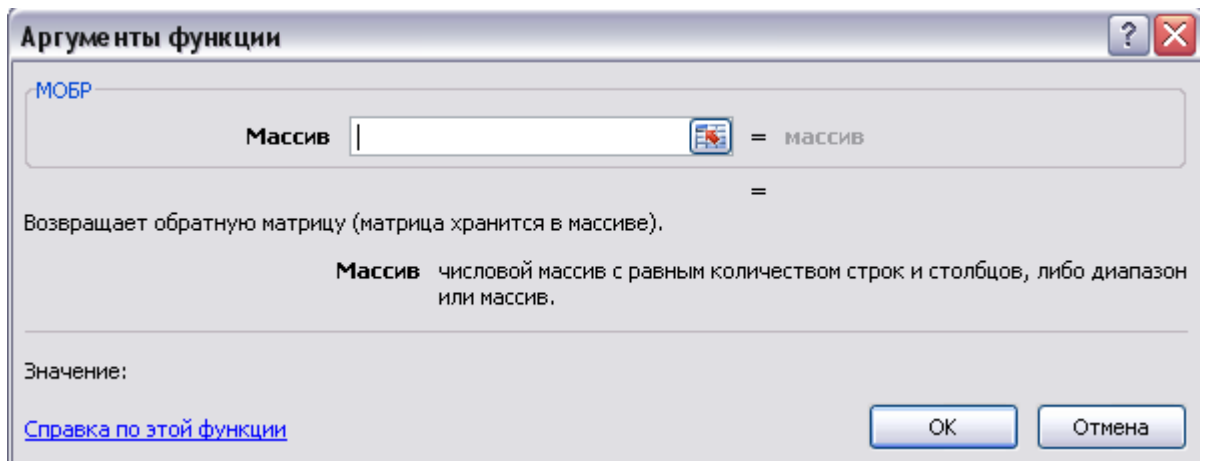 Аргументы функции
МОБР
Массив = массив
=
Возвращает обратную матрицу (матрица хранится в массиве).
Массив числовой массив с равным количеством строк и столбцов, либо диапазон
или массив.
Значение:
Справка по этой функции
ОК Отмена